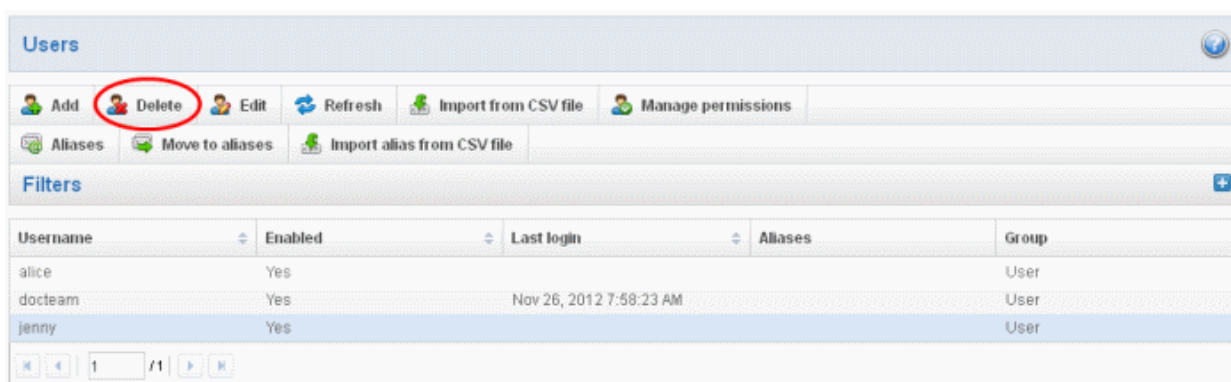 Users
Add Delete Edit Refresh Import from CSV file Manage permissions
Aliases Move to aliases Import alias from CSV file
Filters
Username Enabled Last login Aliases Group
alice Yes User
docteam Yes Nov 26, 2012 7:58:23 AM User
jenny Yes User
1 /1